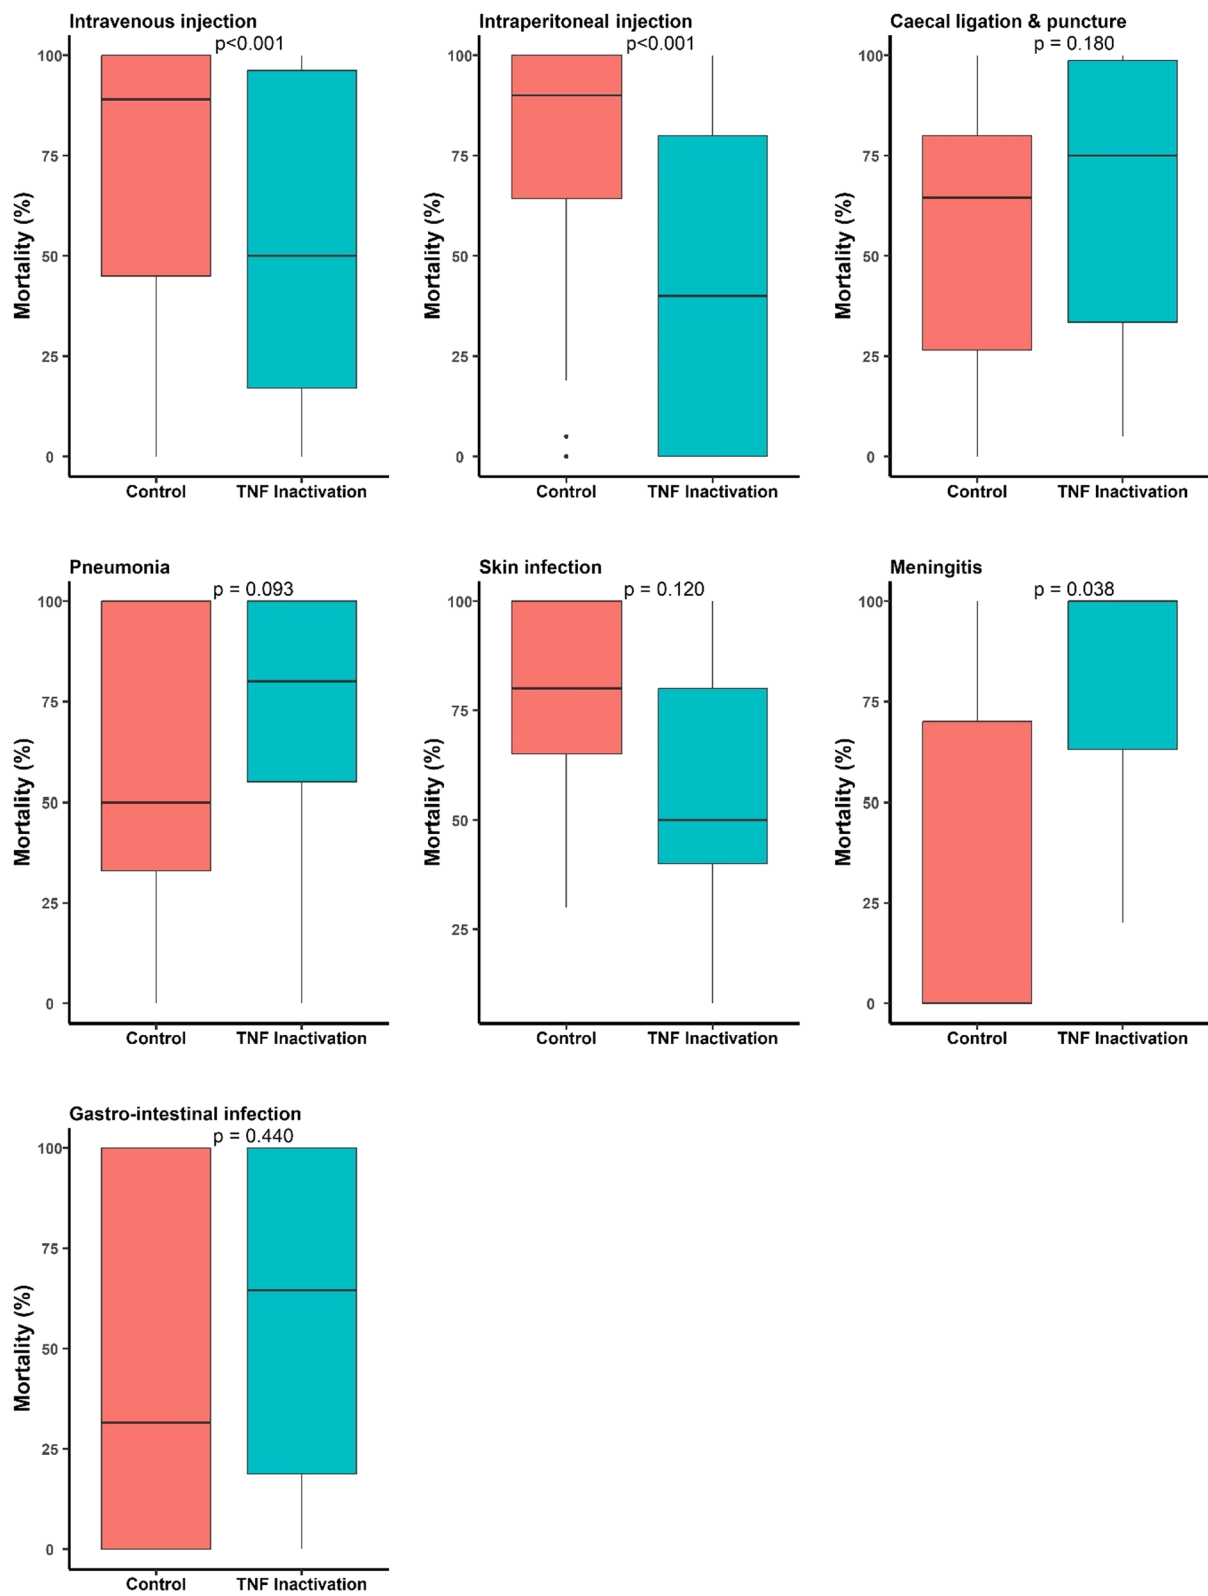 Intravenous injection
p<0.001
Mortality (%)
100
75
50
25
0
Control
TNF Inactivation
Intraperitoneal injection
p<0.001
Mortality (%)
100
75
50
25
0
Control
TNF Inactivation
Caecal ligation & puncture
p = 0.180
Mortality (%)
100
75
50
25
0
Control
TNF Inactivation
Pneumonia
p = 0.093
Mortality (%)
100
75
50
25
0
Control
TNF Inactivation
Skin infection
p = 0.120
Mortality (%)
100
75
50
25
Control
TNF Inactivation
Meningitis
p = 0.038
Mortality (%)
100
75
50
25
0
Control
TNF Inactivation
Gastro-intestinal infection
p = 0.440
Mortality (%)
100
75
50
25
0
Control
TNF Inactivation